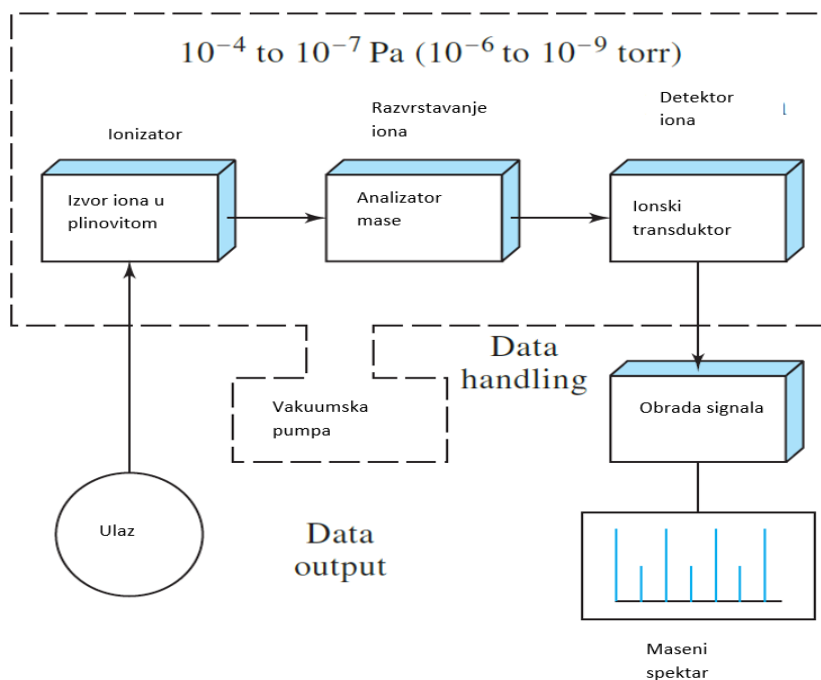 10⁻⁴ to 10⁻⁷ Pa (10⁻⁶ to 10⁻⁹ torr)
Ionizator
Razvrstavanje
iona
Detektor
iona
Izvor iona u
plinovitom
Analizator
mase
Ionski
transduktor
Data
handling
Vakuumska
pumpa
Obrada signala
Ulaz
Data
output
Maseni
spektar